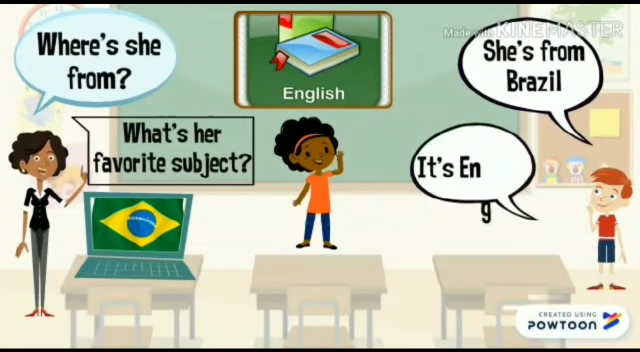 Where's she
from?
English
Made with KINEMASTER
She's from
Brazil
What's her
favorite subject?
It's En
g
CREATED USING
POWTOON